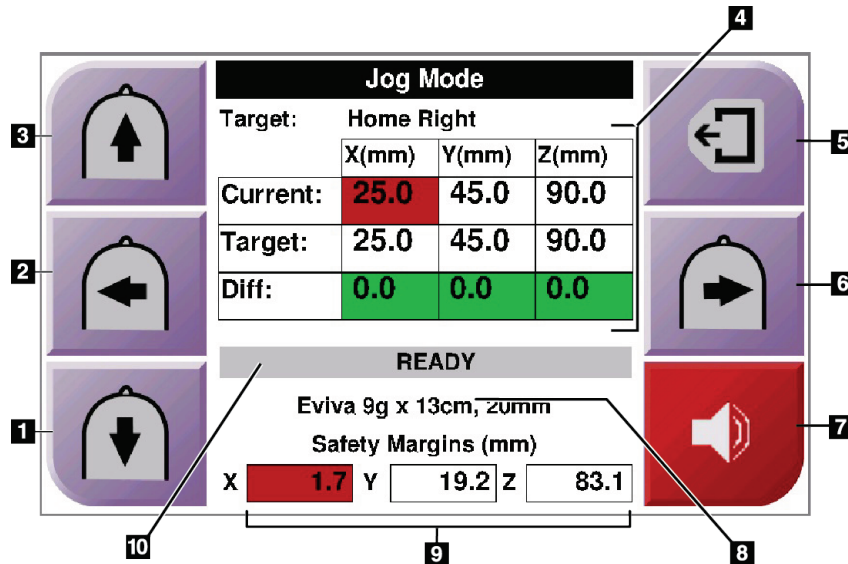 4
Jog Mode
Target: Home Right
X(mm) Y(mm) Z(mm)
Current: 25.0 45.0 90.0
Target: 25.0 45.0 90.0
Diff: 0.0 0.0 0.0
READY
Eviva 9g x 13cm, 20mm
Safety Margins (mm)
X 1.7 Y 19.2 Z 83.1
3
2
1
5
6
7
10
9
8